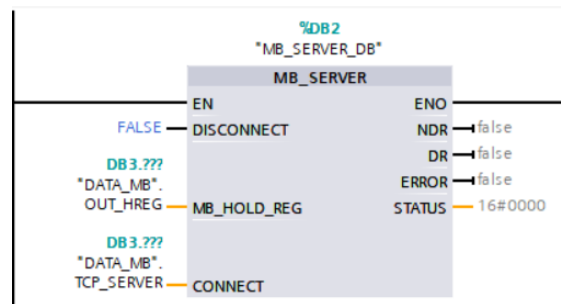 %DB2
"MB_SERVER_DB"
MB_SERVER
EN ENO
FALSE DISCONNECT NDR false
DR false
DB3.???
"DATA_MB".
ERROR false
OUT_HREG MB_HOLD_REG STATUS 16#0000
DB3.???
"DATA_MB".
TCP_SERVER CONNECT